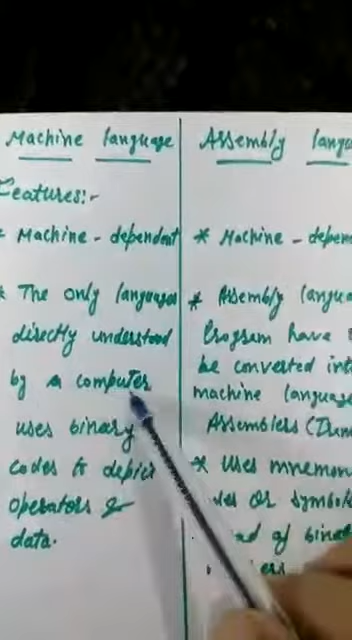 Machine language
Features:-
* Machine - dependent
* The only language
directly understood
by a computer
uses binary
codes to depict
operators &
data.
Assembly langu
* Machine - depen
* Assembly langua
Program have
be converted int
machine language
Assemblers (Tran
* Uses mnemon
or symbol
of binar